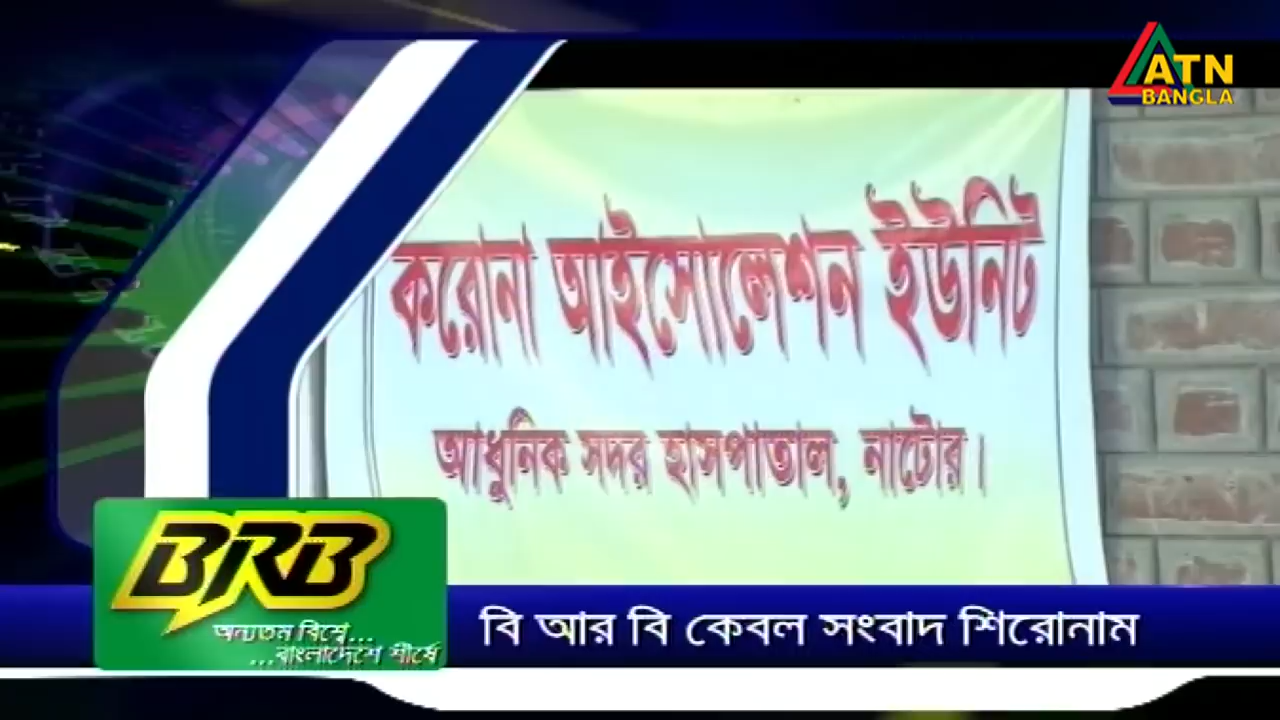 ATN
BANGLA
করোনা আইসোলেশন ইউনিট
আধুনিক সদর হাসপাতাল, নাটোর।
BRB
অন্যতম বিশ্বে...
...বাংলাদেশে শীর্ষে
বি আর বি কেবল সংবাদ শিরোনাম